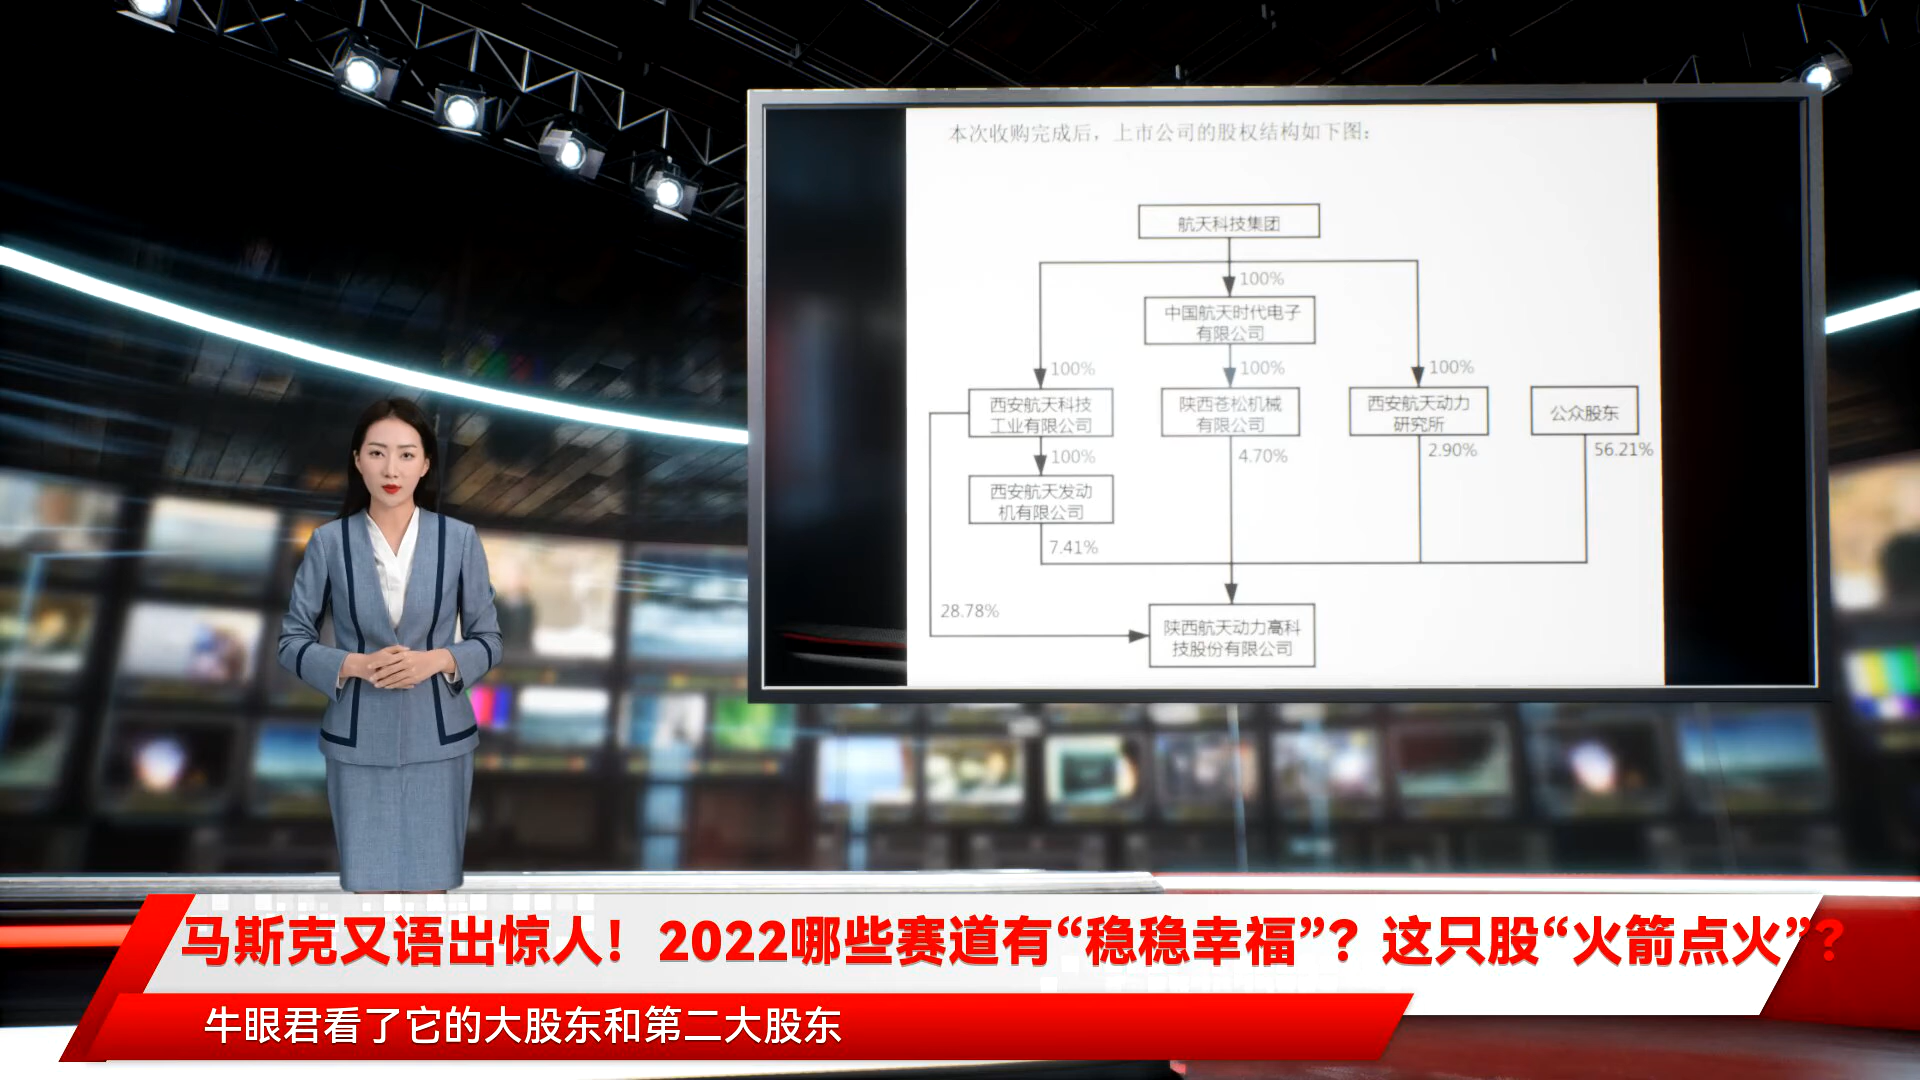 本次收购完成后，上市公司的股权结构如下图：
航天科技集团
100%
中国航天时代电子
有限公司
100%
100%
100%
西安航天科技
工业有限公司
陕西苍松机械
有限公司
西安航天动力
研究所
公众股东
100%
4.70%
2.90%
56.21%
西安航天发动
机有限公司
7.41%
28.78%
陕西航天动力高科
技股份有限公司
马斯克又语出惊人！2022哪些赛道有“稳稳幸福”？这只股“火箭点火”？
牛眼君看了它的大股东和第二大股东